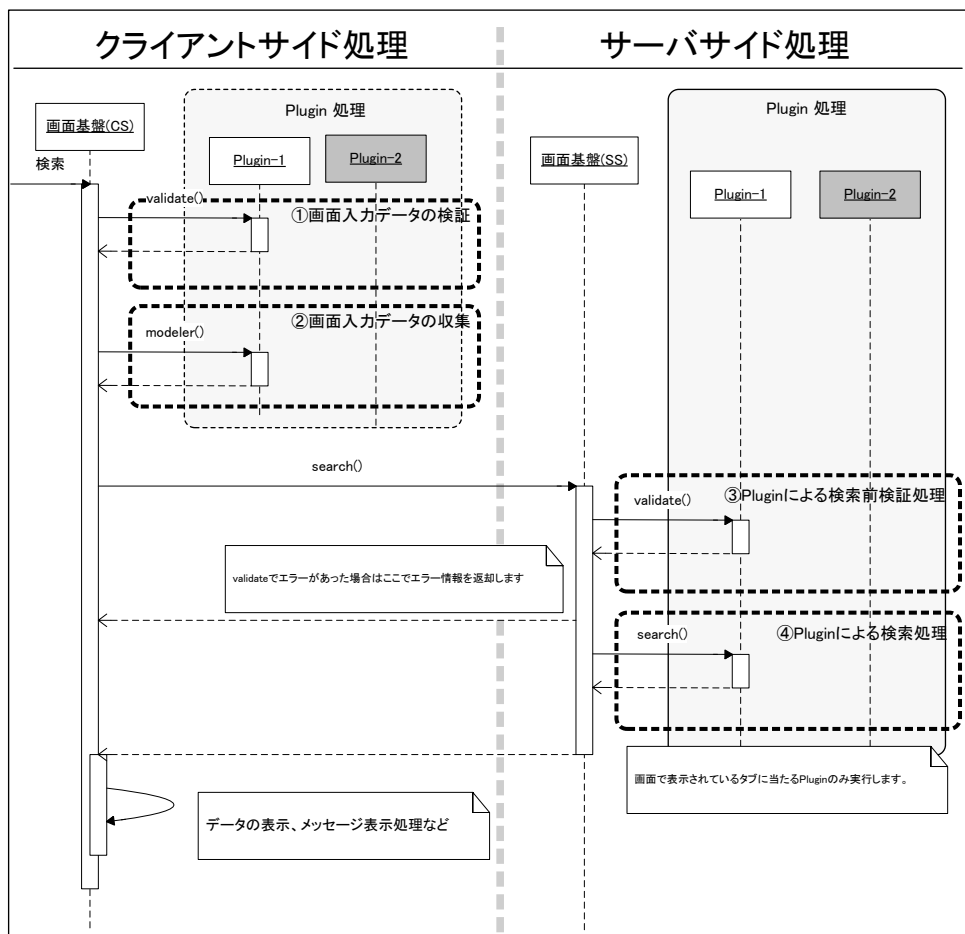 クライアントサイド処理
サーバサイド処理
Plugin 処理
Plugin 処理
画面基盤(CS)
Plugin-1
Plugin-2
画面基盤(SS)
Plugin-1
Plugin-2
検索
validate()
①画面入力データの検証
②画面入力データの収集
modeler()
search()
③Pluginによる検索前検証処理
validate()
validateでエラーがあった場合はここでエラー情報を返却します
search()
④Pluginによる検索処理
画面で表示されているタブに当たるPluginのみ実行します。
データの表示、メッセージ表示処理など